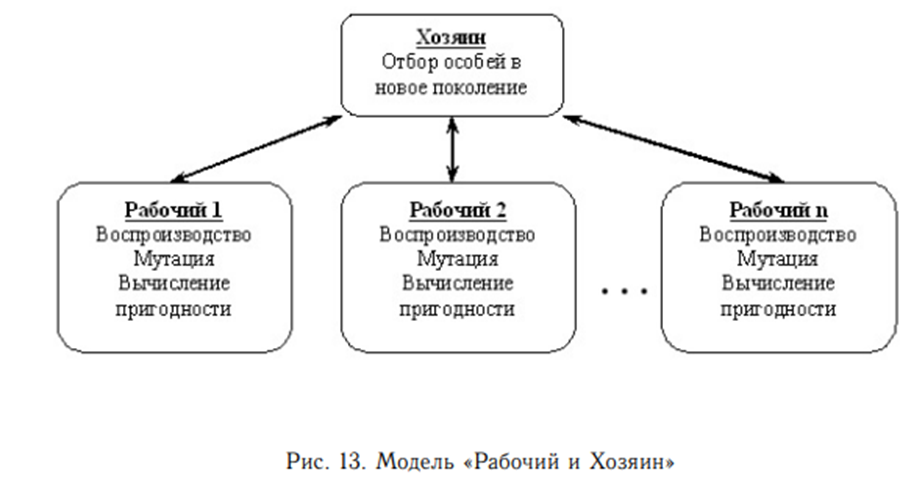 Хозяин
Отбор особей в
новое поколение
Рабочий 1
Воспроизводство
Мутация
Вычисление
пригодности
Рабочий 2
Воспроизводство
Мутация
Вычисление
пригодности
. . .
Рабочий n
Воспроизводство
Мутация
Вычисление
пригодности
Рис. 13. Модель «Рабочий и Хозяин»